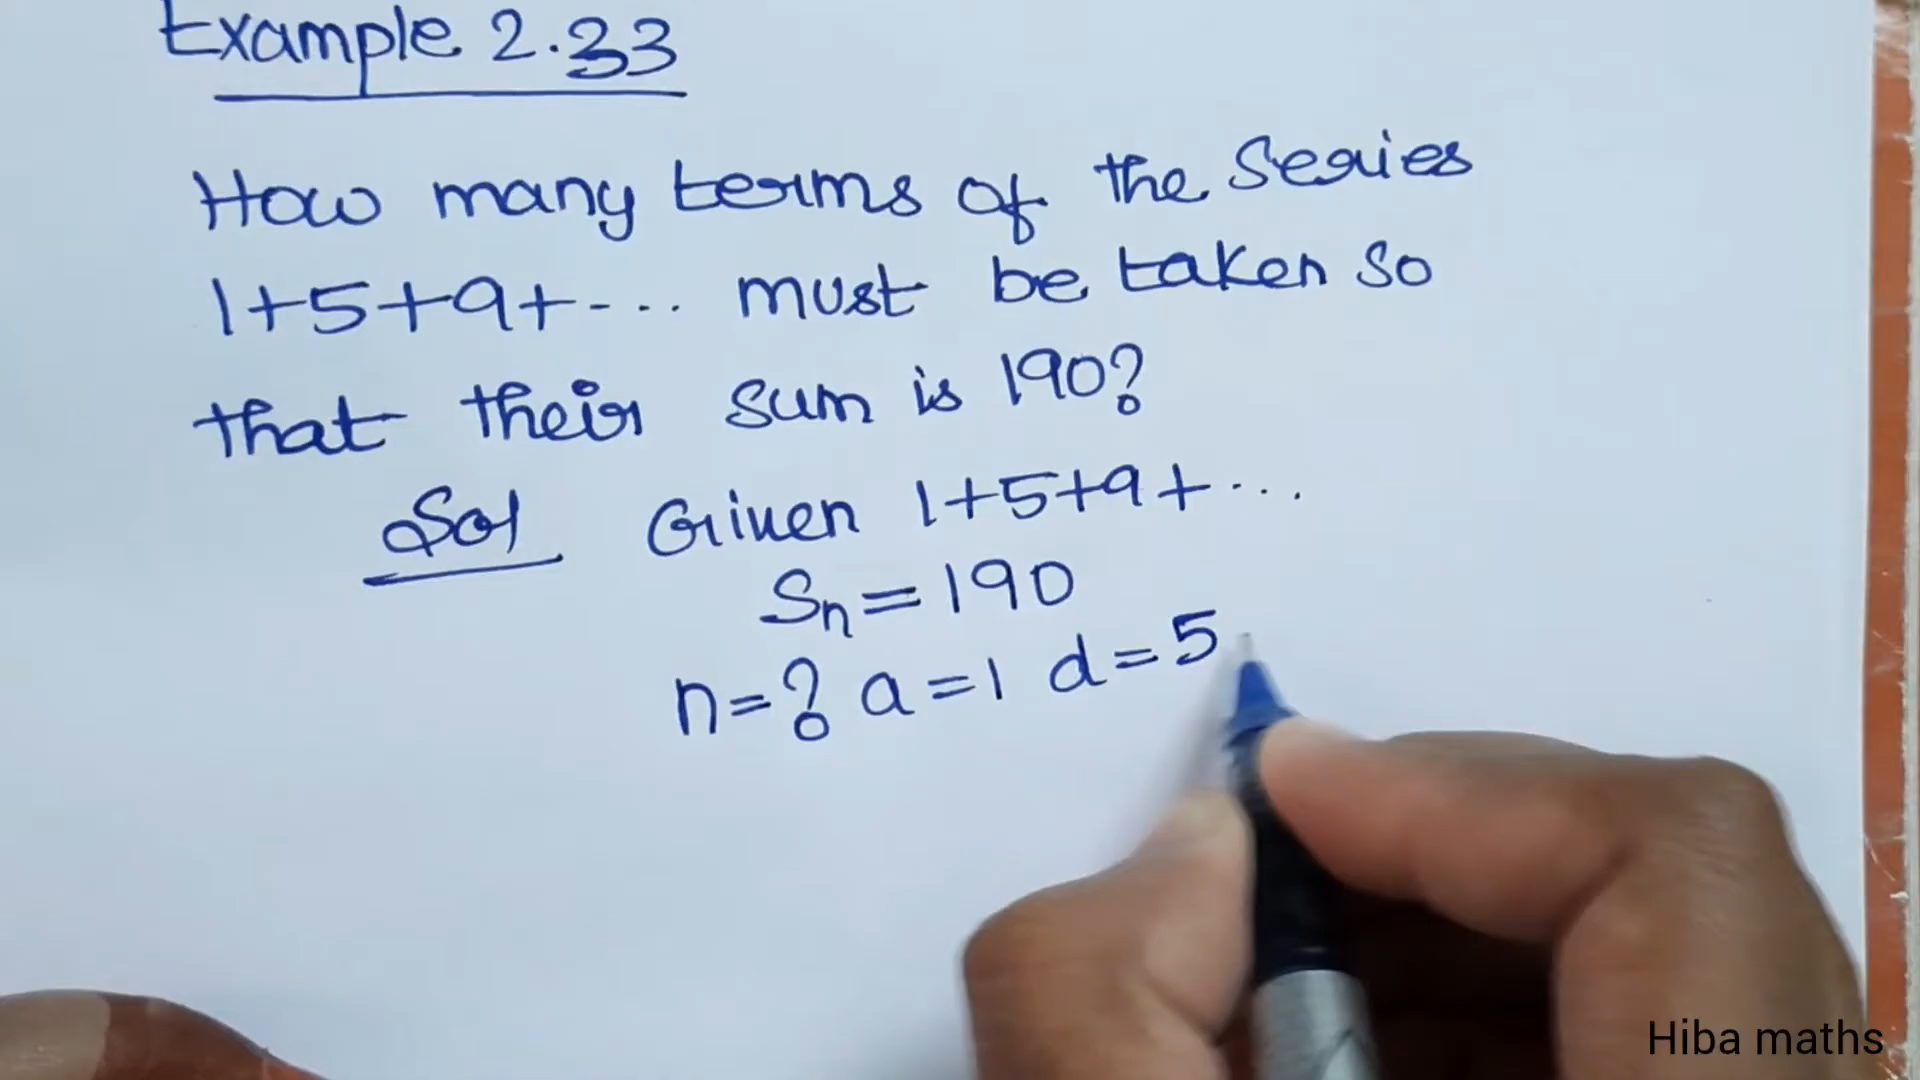 Example 2.33
How many terms of the series
1+5+9+--... must be taken so
that their sum is 190?
Sol Given 1+5+9+...
Sn=190
n=? a=1 d=5
Hiba maths